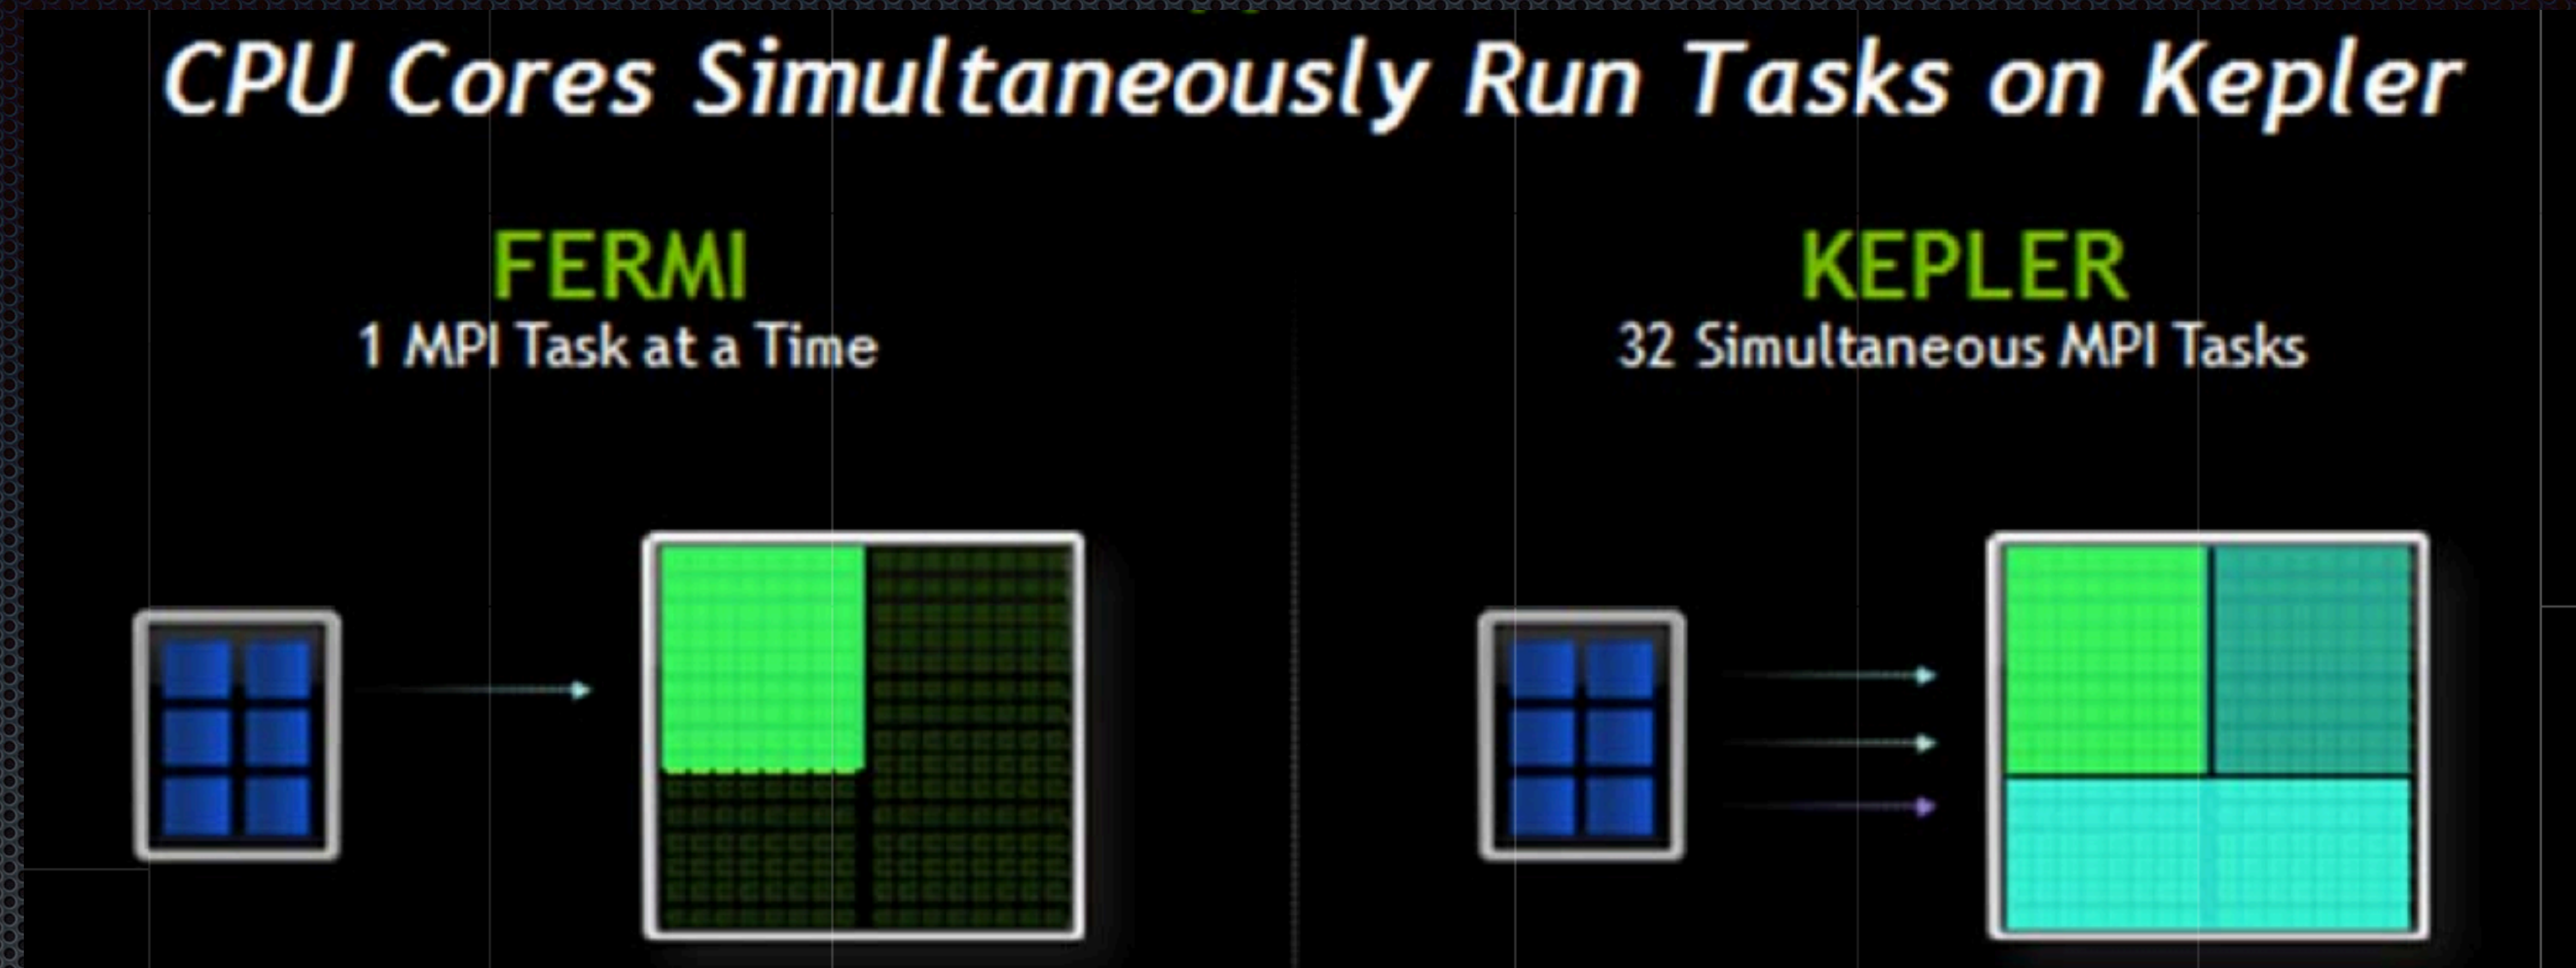 CPU Cores Simultaneously Run Tasks on Kepler
FERMI
1 MPI Task at a Time
KEPLER
32 Simultaneous MPI Tasks